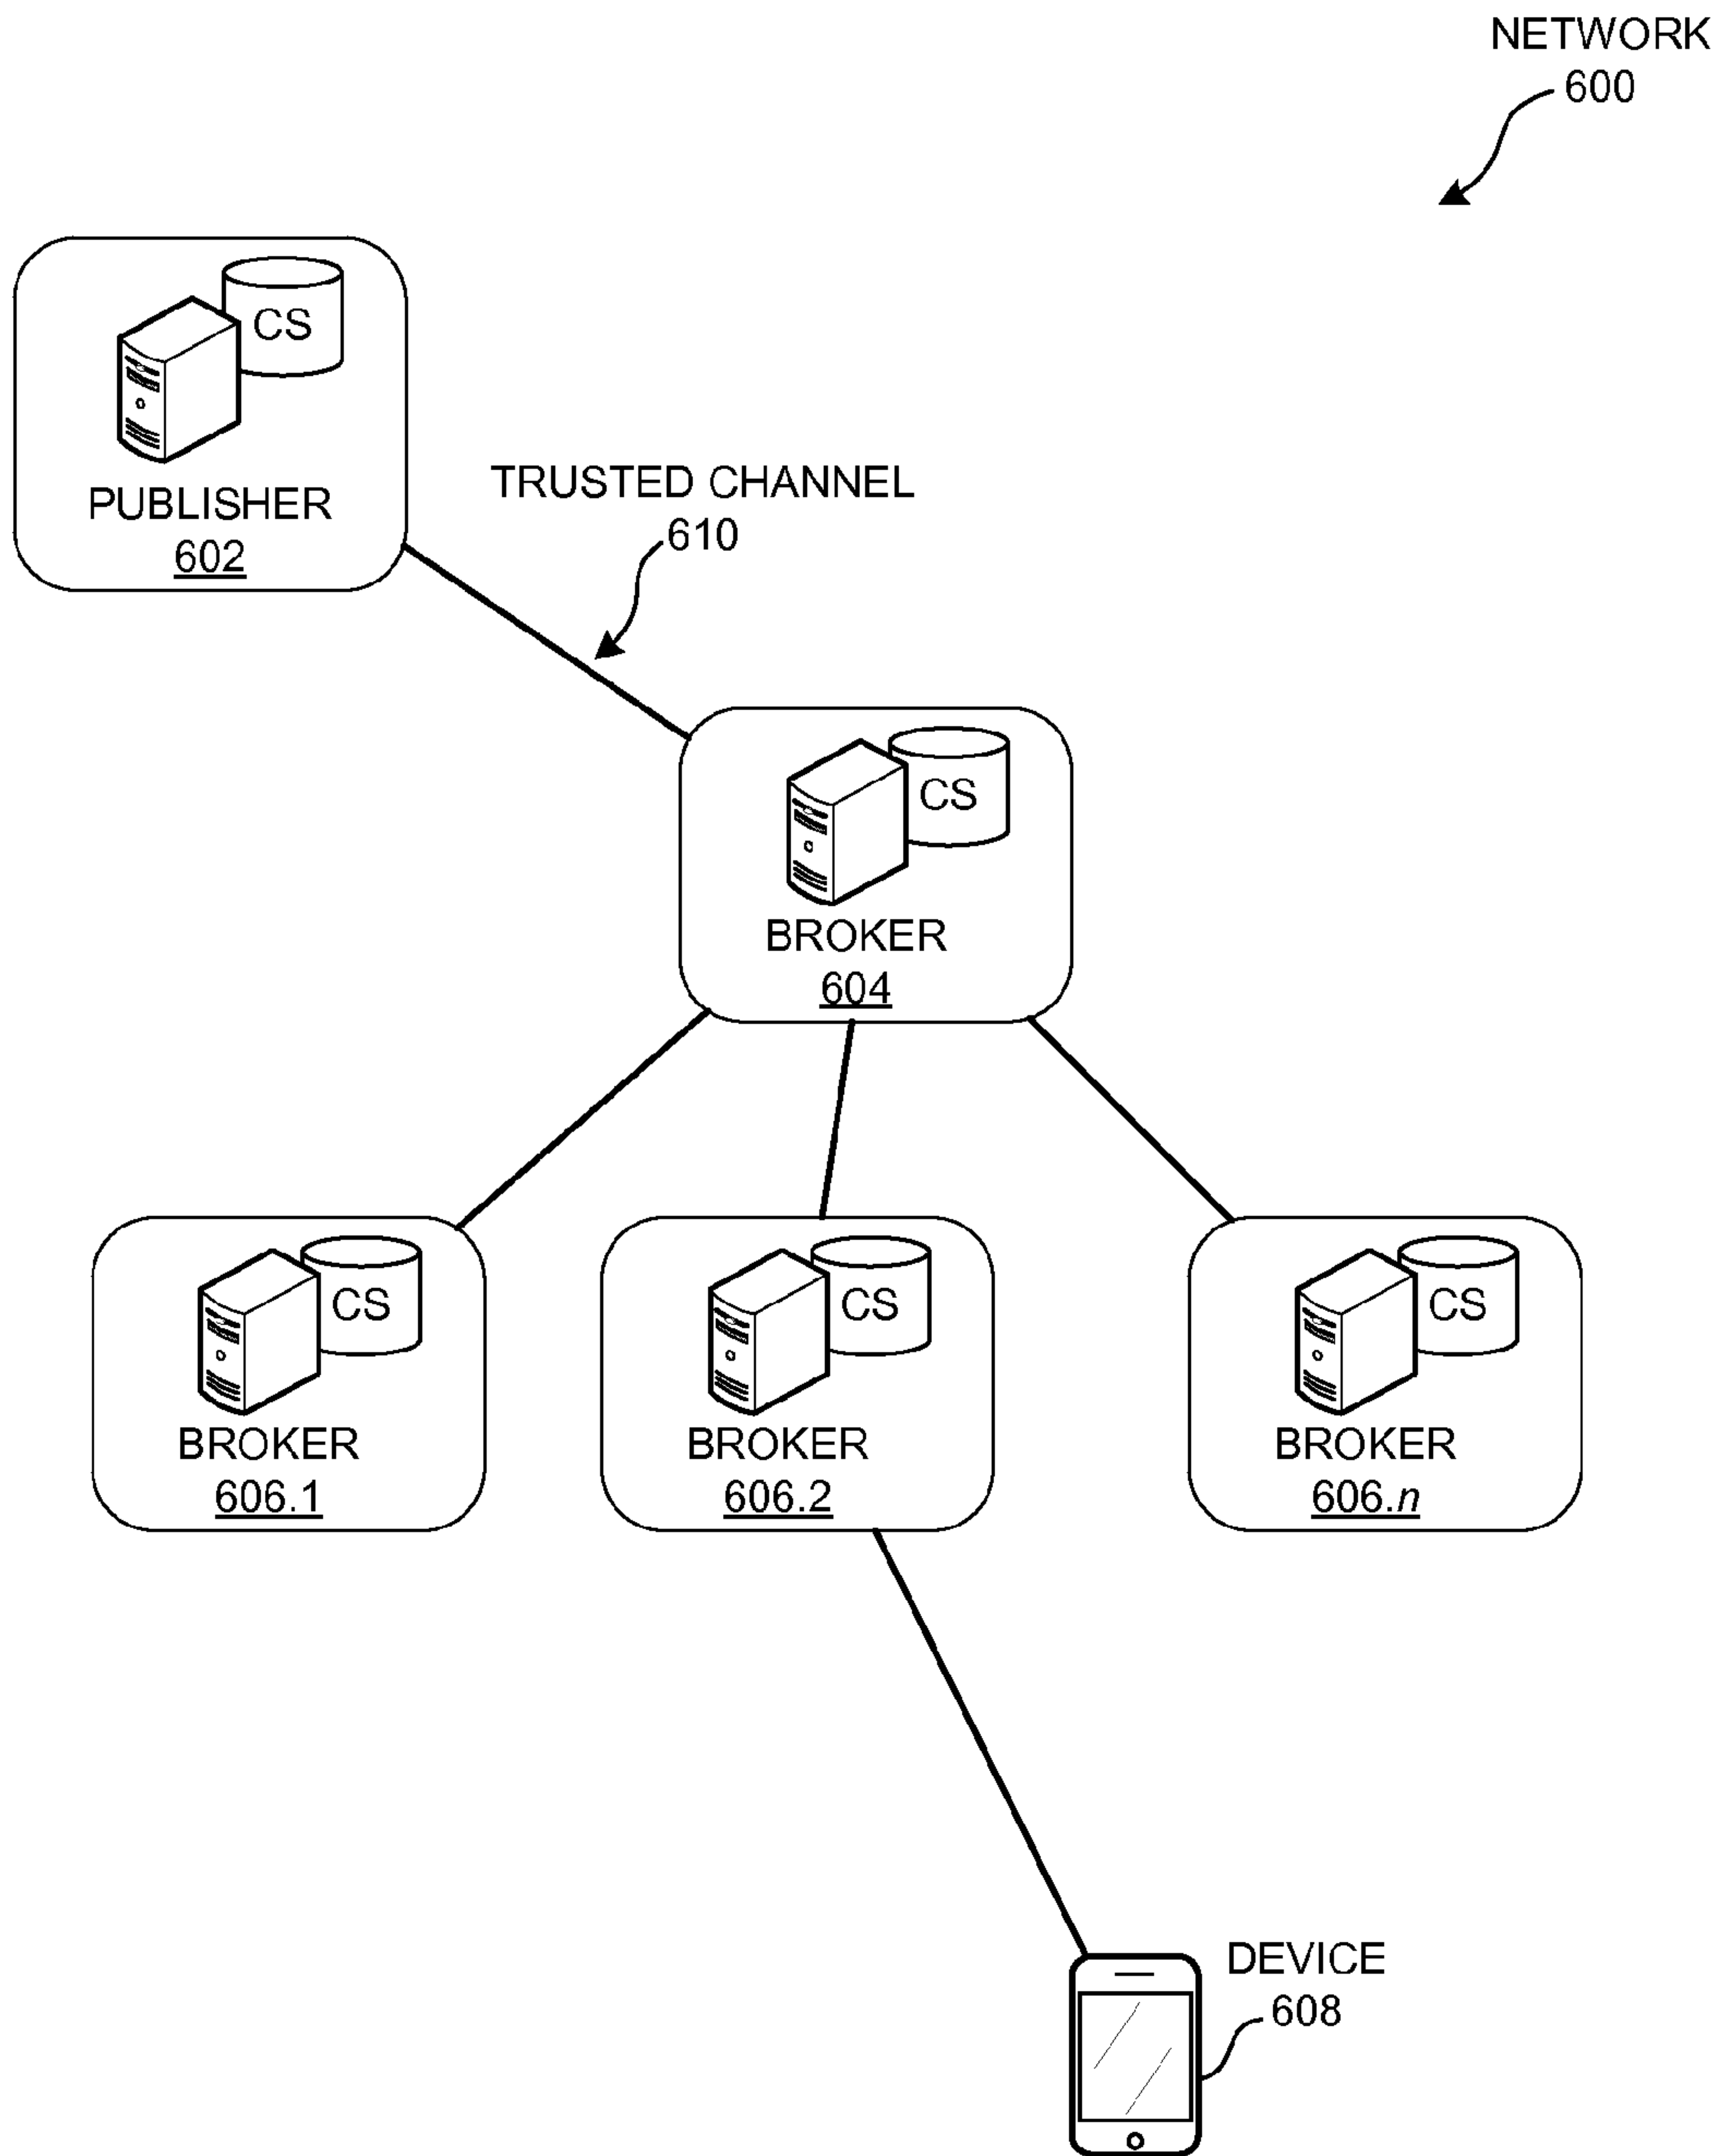 NETWORK
600
CS
PUBLISHER
602
TRUSTED CHANNEL
610
CS
BROKER
604
CS
BROKER
606.1
CS
BROKER
606.2
CS
BROKER
606.n
DEVICE
608